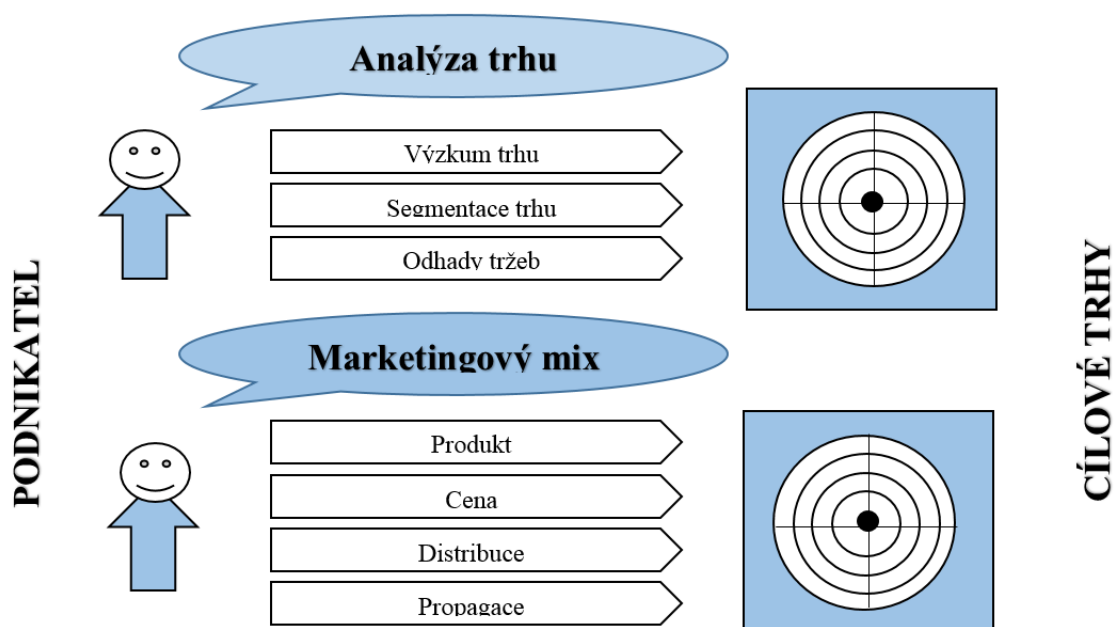 Analýza trhu
Výzkum trhu
Segmentace trhu
Odhady tržeb
PODNIKATEL
CÍLOVÉ TRHY
Marketingový mix
Produkt
Cena
Distribuce
Propagace